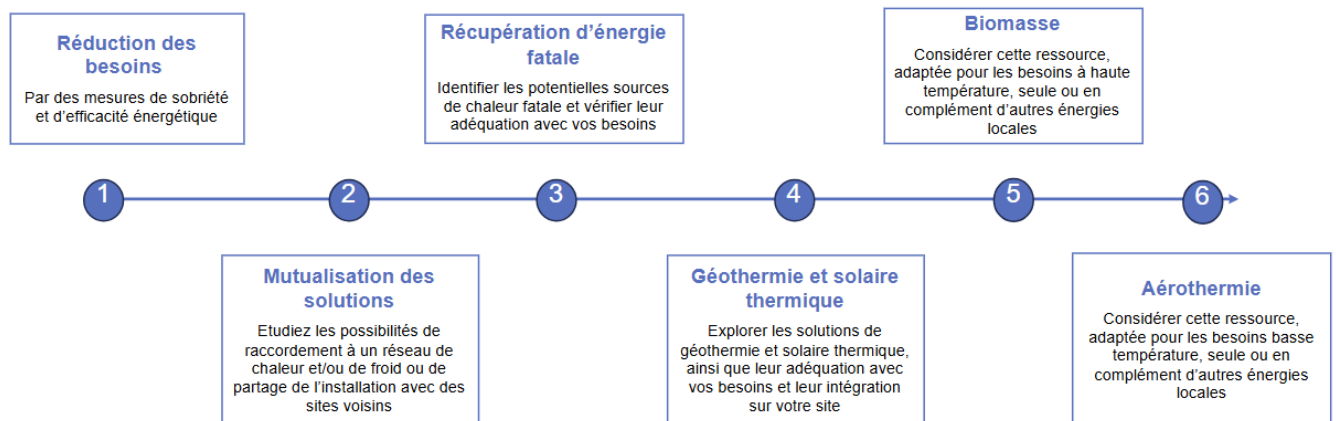 Réduction des
besoins
Par des mesures de sobriété
et d'efficacité énergétique
1
Mutualisation des
solutions
Etudiez les possibilités de
raccordement à un réseau de
chaleur et/ou de froid ou de
partage de l'installation avec des
sites voisins
2
Récupération d'énergie
fatale
Identifier les potentielles sources
de chaleur fatale et vérifier leur
adéquation avec vos besoins
3
Géothermie et solaire
thermique
Explorer les solutions de
géothermie et solaire thermique,
ainsi que leur adéquation avec
vos besoins et leur intégration
sur votre site
4
Biomasse
Considérer cette ressource,
adaptée pour les besoins à haute
température, seule ou en
complément d'autres énergies
locales
5
Aérothermie
Considérer cette ressource,
adaptée pour les besoins basse
température, seule ou en
complément d'autres énergies
locales
6